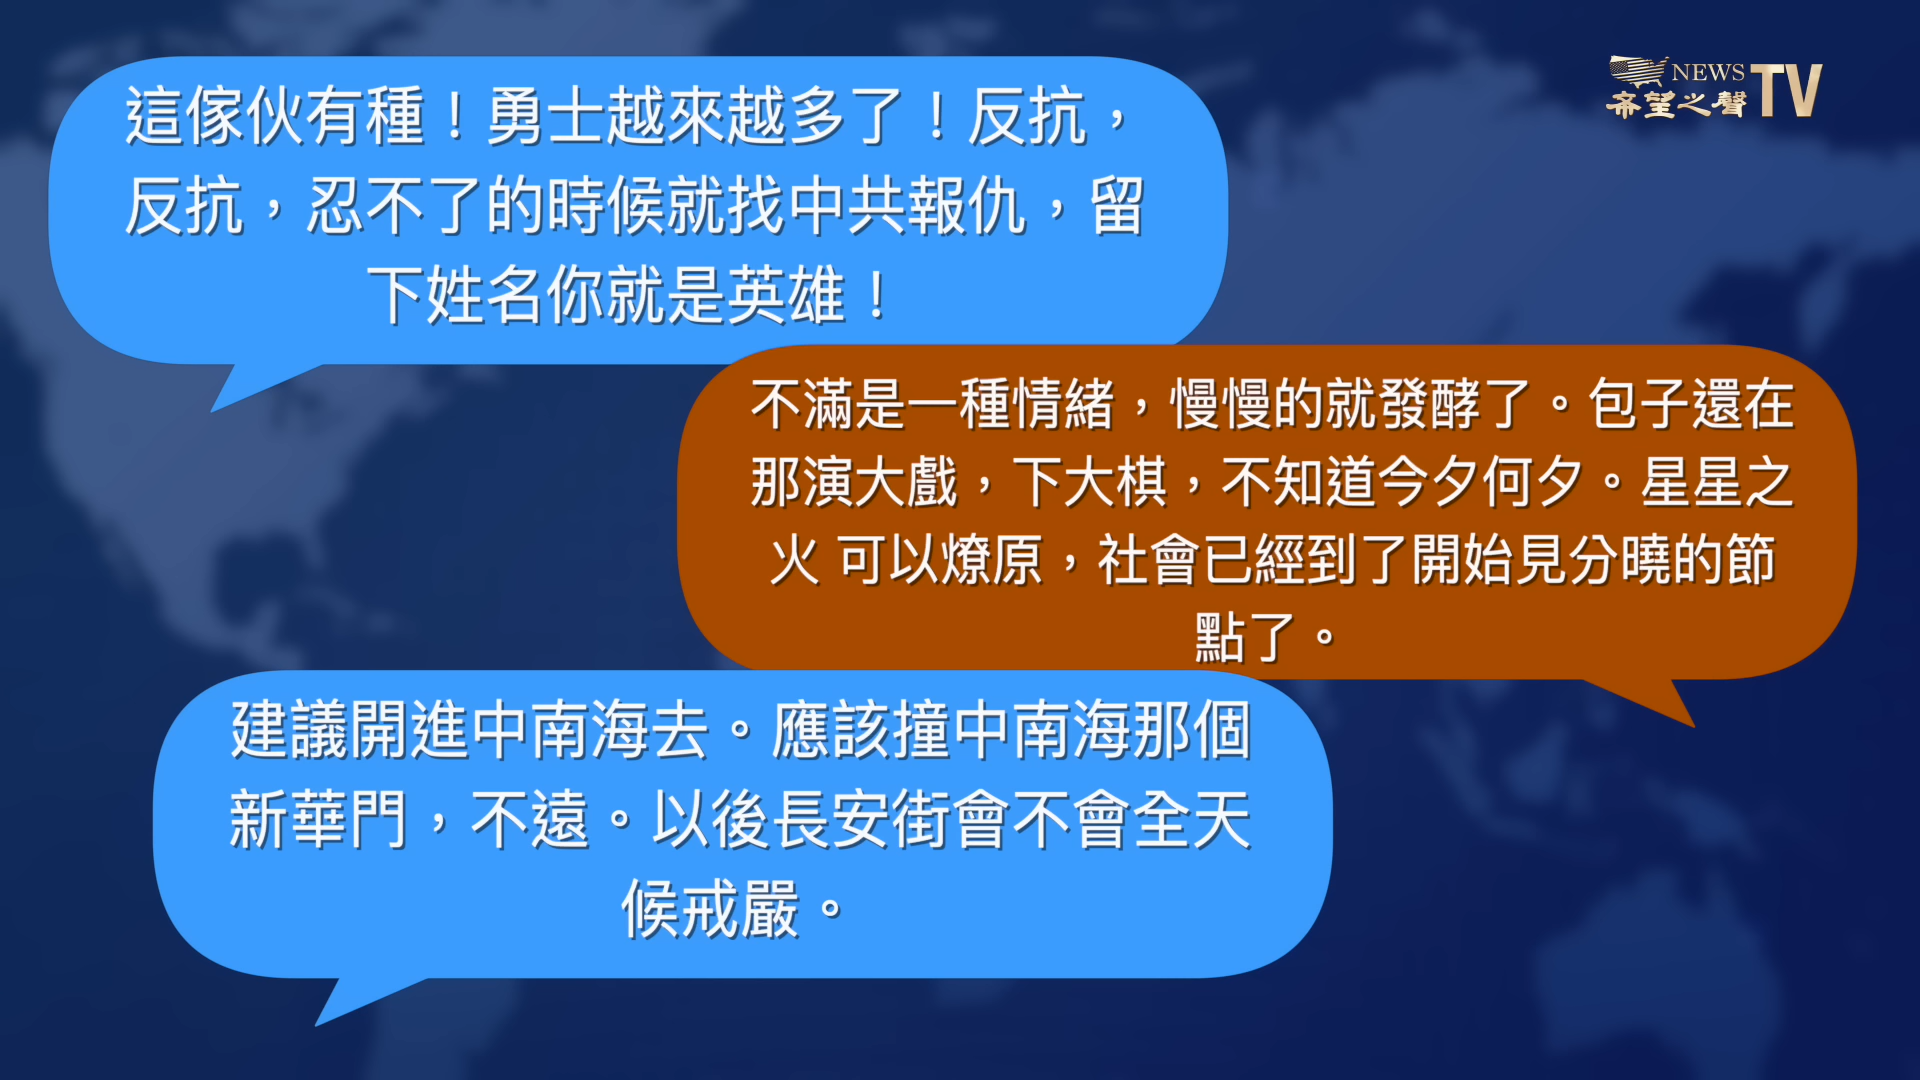 這傢伙有種！勇士越來越多了！反抗，
反抗，忍不了的時候就找中共報仇，留
下姓名你就是英雄！
NEWS
希望之聲
TV
不滿是一種情緒，慢慢的就發酵了。包子還在
那演大戲，下大棋，不知道今夕何夕。星星之
火 可以燎原，社會已經到了開始見分曉的節
點了。
建議開進中南海去。應該撞中南海那個
新華門，不遠。以後長安街會不會全天
候戒嚴。